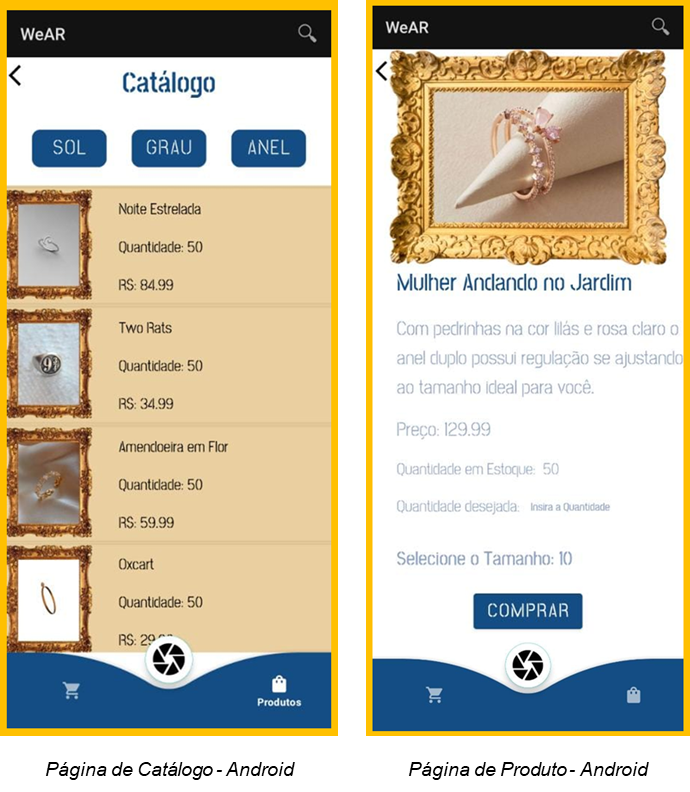 WeAR
Catálogo
SOL GRAU ANEL
Noite Estrelada
Quantidade: 50
R$: 84.99
Two Rats
Quantidade: 50
R$: 34.99
Amendoeira em Flor
Quantidade: 50
R$: 59.99
Oxcart
Quantidade: 50
R$: 29
Produtos
Página de Catálogo - Android
WeAR
Mulher Andando no Jardim
Com pedrinhas na cor lilás e rosa claro o
anel duplo possui regulação se ajustando
ao tamanho ideal para você.
Preço: 129.99
Quantidade em Estoque: 50
Quantidade desejada: Insira a Quantidade
Selecione o Tamanho: 10
COMPRAR
Página de Produto - Android